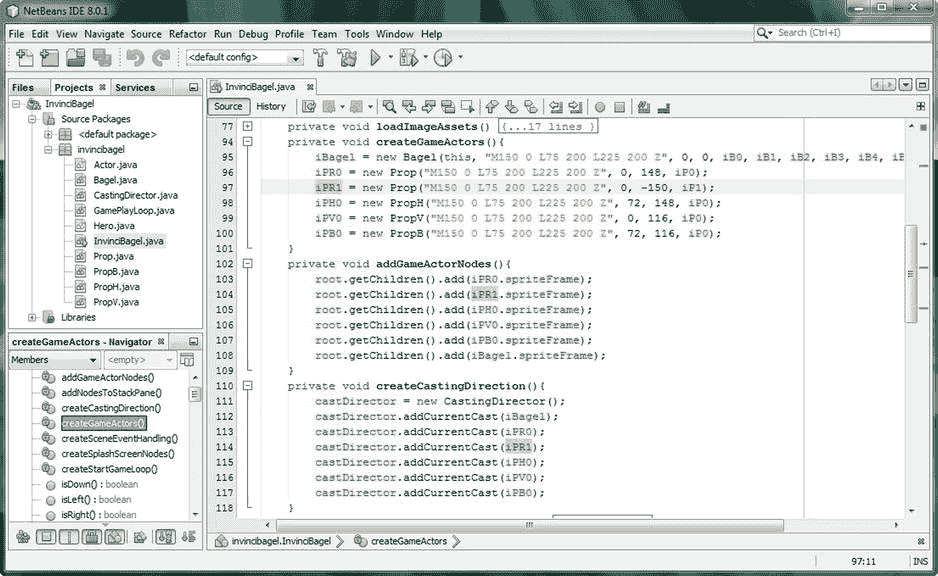 NetBeans IDE 8.0.1
File Edit View Navigate Source Refactor Run Debug Profile Team Tools Window Help
Search (Ctrl+I)
<default config>
Files Projects Services
InvinciBagel
Source Packages
<default package>
invincibagel
Actor.java
Bagel.java
CastingDirector.java
GamePlayLoop.java
Hero.java
InvinciBagel.java
Prop.java
PropB.java
PropH.java
PropV.java
Libraries
createGameActors - Navigator
Members <empty>
addGameActorNodes()
addNodesToStackPane()
createCastingDirection()
createGameActors()
createSceneEventHandling()
createSplashScreenNodes()
createStartGameLoop()
isDown() : boolean
isLeft() : boolean
isRight() : boolean
InvinciBagel.java
Source History
77 private void loadImageAssets() {...17 lines }
94 private void createGameActors(){
95 iBagel = new Bagel(this, "M150 0 L75 200 L225 200 Z", 0, 0, iB0, iB1, iB2, iB3, iB4, iB
96 iPR0 = new Prop("M150 0 L75 200 L225 200 Z", 0, 148, iP0);
97 iPR1 = new Prop("M150 0 L75 200 L225 200 Z", 0, -150, iP1);
98 iPH0 = new PropH("M150 0 L75 200 L225 200 Z", 72, 148, iP0);
99 iPV0 = new PropV("M150 0 L75 200 L225 200 Z", 0, 116, iP0);
100 iPB0 = new PropB("M150 0 L75 200 L225 200 Z", 72, 116, iP0);
101 }
102 private void addGameActorNodes(){
103 root.getChildren().add(iPR0.spriteFrame);
104 root.getChildren().add(iPR1.spriteFrame);
105 root.getChildren().add(iPH0.spriteFrame);
106 root.getChildren().add(iPV0.spriteFrame);
107 root.getChildren().add(iPB0.spriteFrame);
108 root.getChildren().add(iBagel.spriteFrame);
109 }
110 private void createCastingDirection(){
111 castDirector = new CastingDirector();
112 castDirector.addCurrentCast(iBagel);
113 castDirector.addCurrentCast(iPR0);
114 castDirector.addCurrentCast(iPR1);
115 castDirector.addCurrentCast(iPH0);
116 castDirector.addCurrentCast(iPV0);
117 castDirector.addCurrentCast(iPB0);
118 }
invincibagel.InvinciBagel createGameActors
97:11 INS